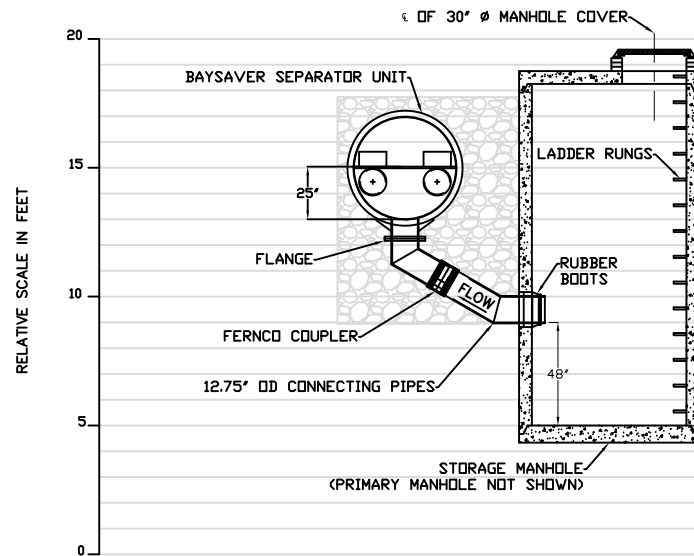 ℄ OF 30" Ø MANHOLE COVER
20
BAYSAVER SEPARATOR UNIT
15
LADDER RUNGS
25"
FLANGE
RUBBER
BOOTS
10
FLOW
FERNCO COUPLER
12.75" OD CONNECTING PIPES
48"
5
STORAGE MANHOLE
(PRIMARY MANHOLE NOT SHOWN)
0
RELATIVE SCALE IN FEET